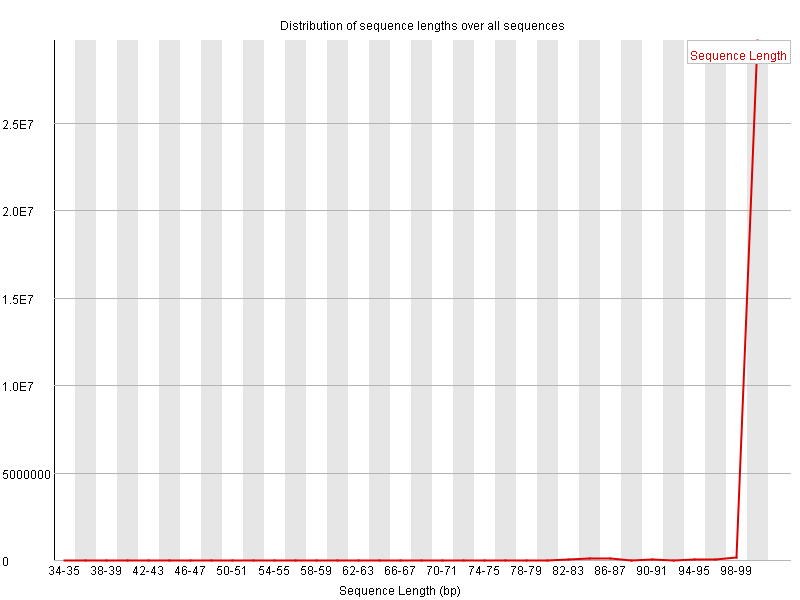 Distribution of sequence lengths over all sequences
Sequence Length
2.5E7
2.0E7
1.5E7
1.0E7
5000000
0
34-35 38-39 42-43 46-47 50-51 54-55 58-59 62-63 66-67 70-71 74-75 78-79 82-83 86-87 90-91 94-95 98-99
Sequence Length (bp)